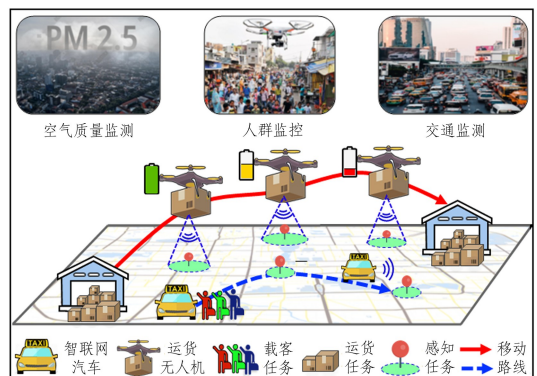 PM 2.5
空气质量监测
人群监控
交通监测
TAXI
TAXI
TAXI
智联网
汽车
运货
无人机
载客
任务
运货
任务
感知
任务
移动
路线